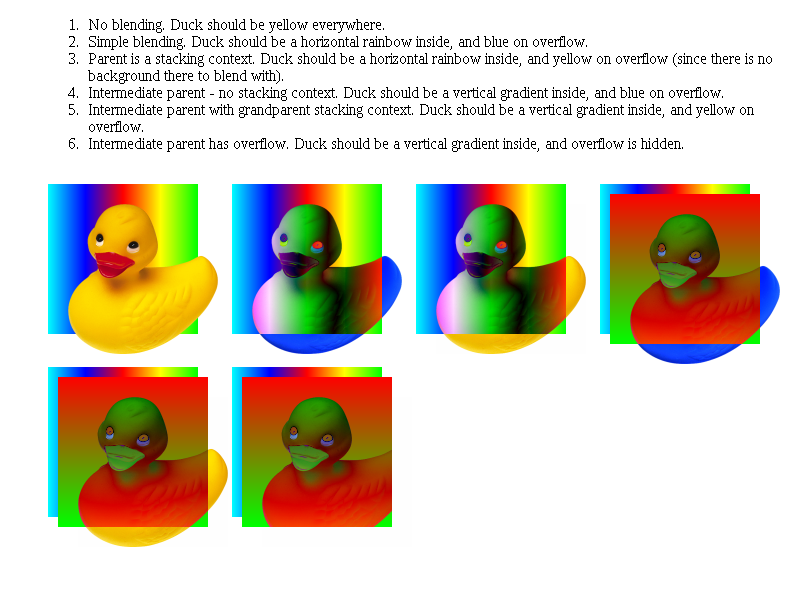 1. No blending. Duck should be yellow everywhere.
2. Simple blending. Duck should be a horizontal rainbow inside, and blue on overflow.
3. Parent is a stacking context. Duck should be a horizontal rainbow inside, and yellow on overflow (since there is no
background there to blend with).
4. Intermediate parent - no stacking context. Duck should be a vertical gradient inside, and blue on overflow.
5. Intermediate parent with grandparent stacking context. Duck should be a vertical gradient inside, and yellow on
overflow.
6. Intermediate parent has overflow. Duck should be a vertical gradient inside, and overflow is hidden.